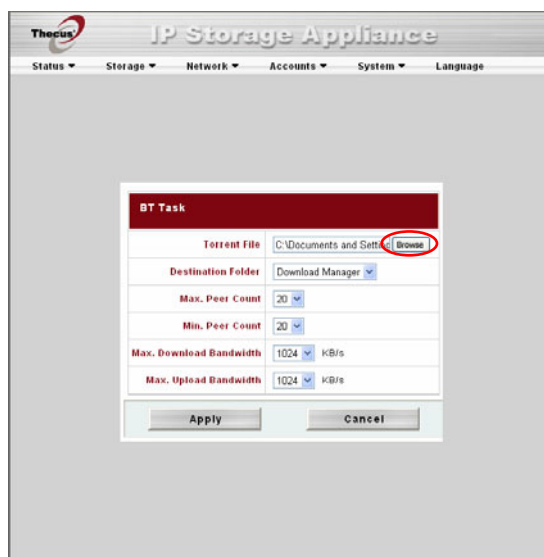 Thecus
IP Storage Appliance
Status Storage Network Accounts System Language
BT Task
Torrent File C:\Documents and Setting Browse
Destination Folder Download Manager
Max. Peer Count 20
Min. Peer Count 20
Max. Download Bandwidth 1024 KB/s
Max. Upload Bandwidth 1024 KB/s
Apply Cancel